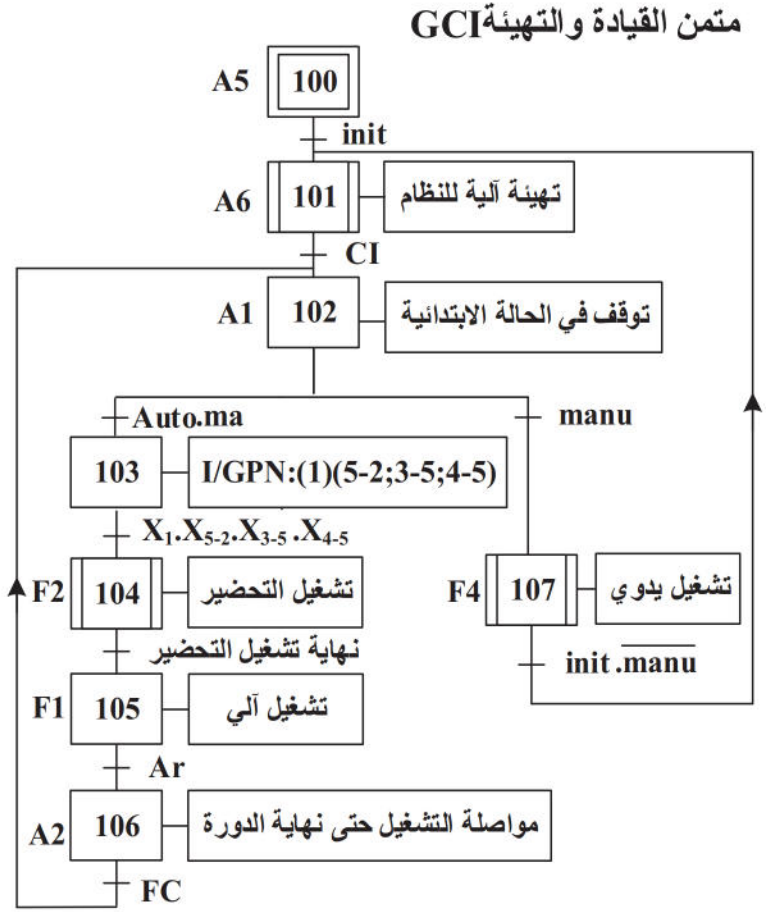 متمن القيادة والتهيئة GCI
A5 100
init
A6 101 تهيئة آلية للنظام
CI
A1 102 توقف في الحالة الابتدائية
Auto.ma manu
103 I/GPN:(1)(5-2;3-5;4-5)
X₁.X₅₋₂.X₃₋₅.X₄₋₅
F2 104 تشغيل التحضير F4 107 تشغيل يدوي
نهاية تشغيل التحضير init.m̅a̅n̅u̅
F1 105 تشغيل آلي
Ar
A2 106 مواصلة التشغيل حتى نهاية الدورة
FC